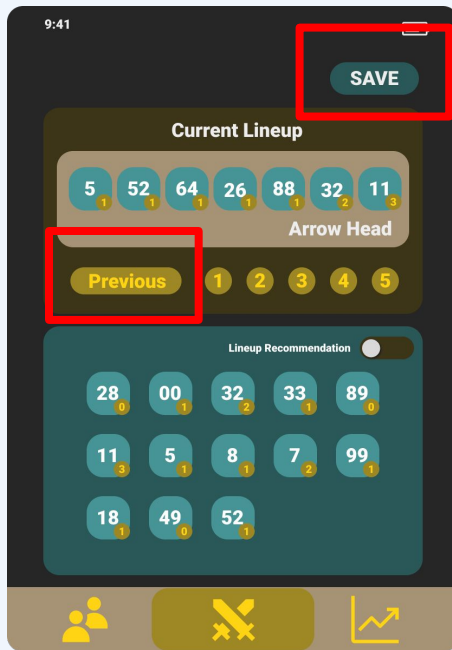 9:41
SAVE
Current Lineup
5 1 52 1 64 1 26 1 88 1 32 2 11 3
Arrow Head
Previous 1 2 3 4 5
Lineup Recommendation
28 0 00 1 32 2 33 1 89 0
11 3 5 1 8 1 7 2 99 1
18 1 49 0 52 1